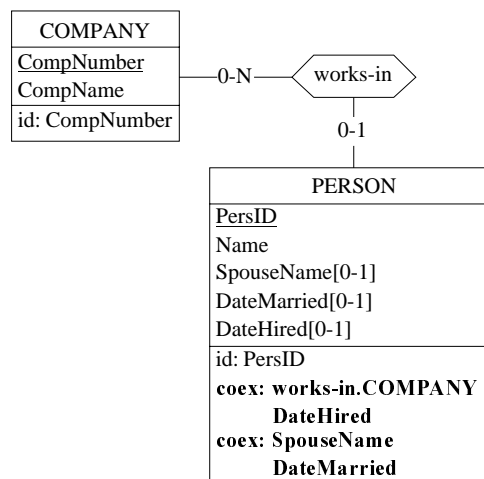 COMPANY
CompNumber
CompName
id: CompNumber
0-N
works-in
0-1
PERSON
PersID
Name
SpouseName[0-1]
DateMarried[0-1]
DateHired[0-1]
id: PersID
coex: works-in.COMPANY
DateHired
coex: SpouseName
DateMarried